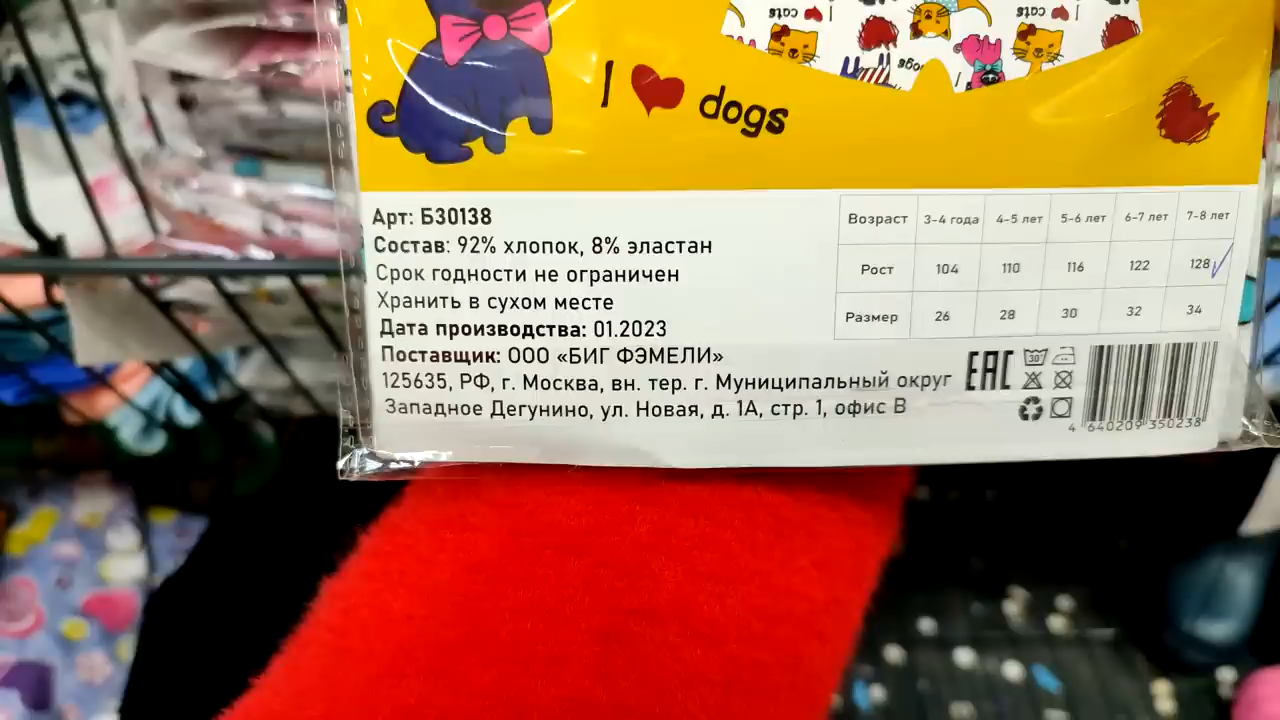 cats I
cats I
dogs I
I dogs
Арт: Б30138
Состав: 92% хлопок, 8% эластан
Срок годности не ограничен
Хранить в сухом месте
Дата производства: 01.2023
Поставщик: ООО «БИГ ФЭМЕЛИ»
125635, РФ, г. Москва, вн. тер. г. Муниципальный округ
Западное Дегунино, ул. Новая, д. 1А, стр. 1, офис В
Возраст 3-4 года 4-5 лет 5-6 лет 6-7 лет 7-8 лет
Рост 104 110 116 122 128
Размер 26 28 30 32 34
EAC 30°
4 640209 350238